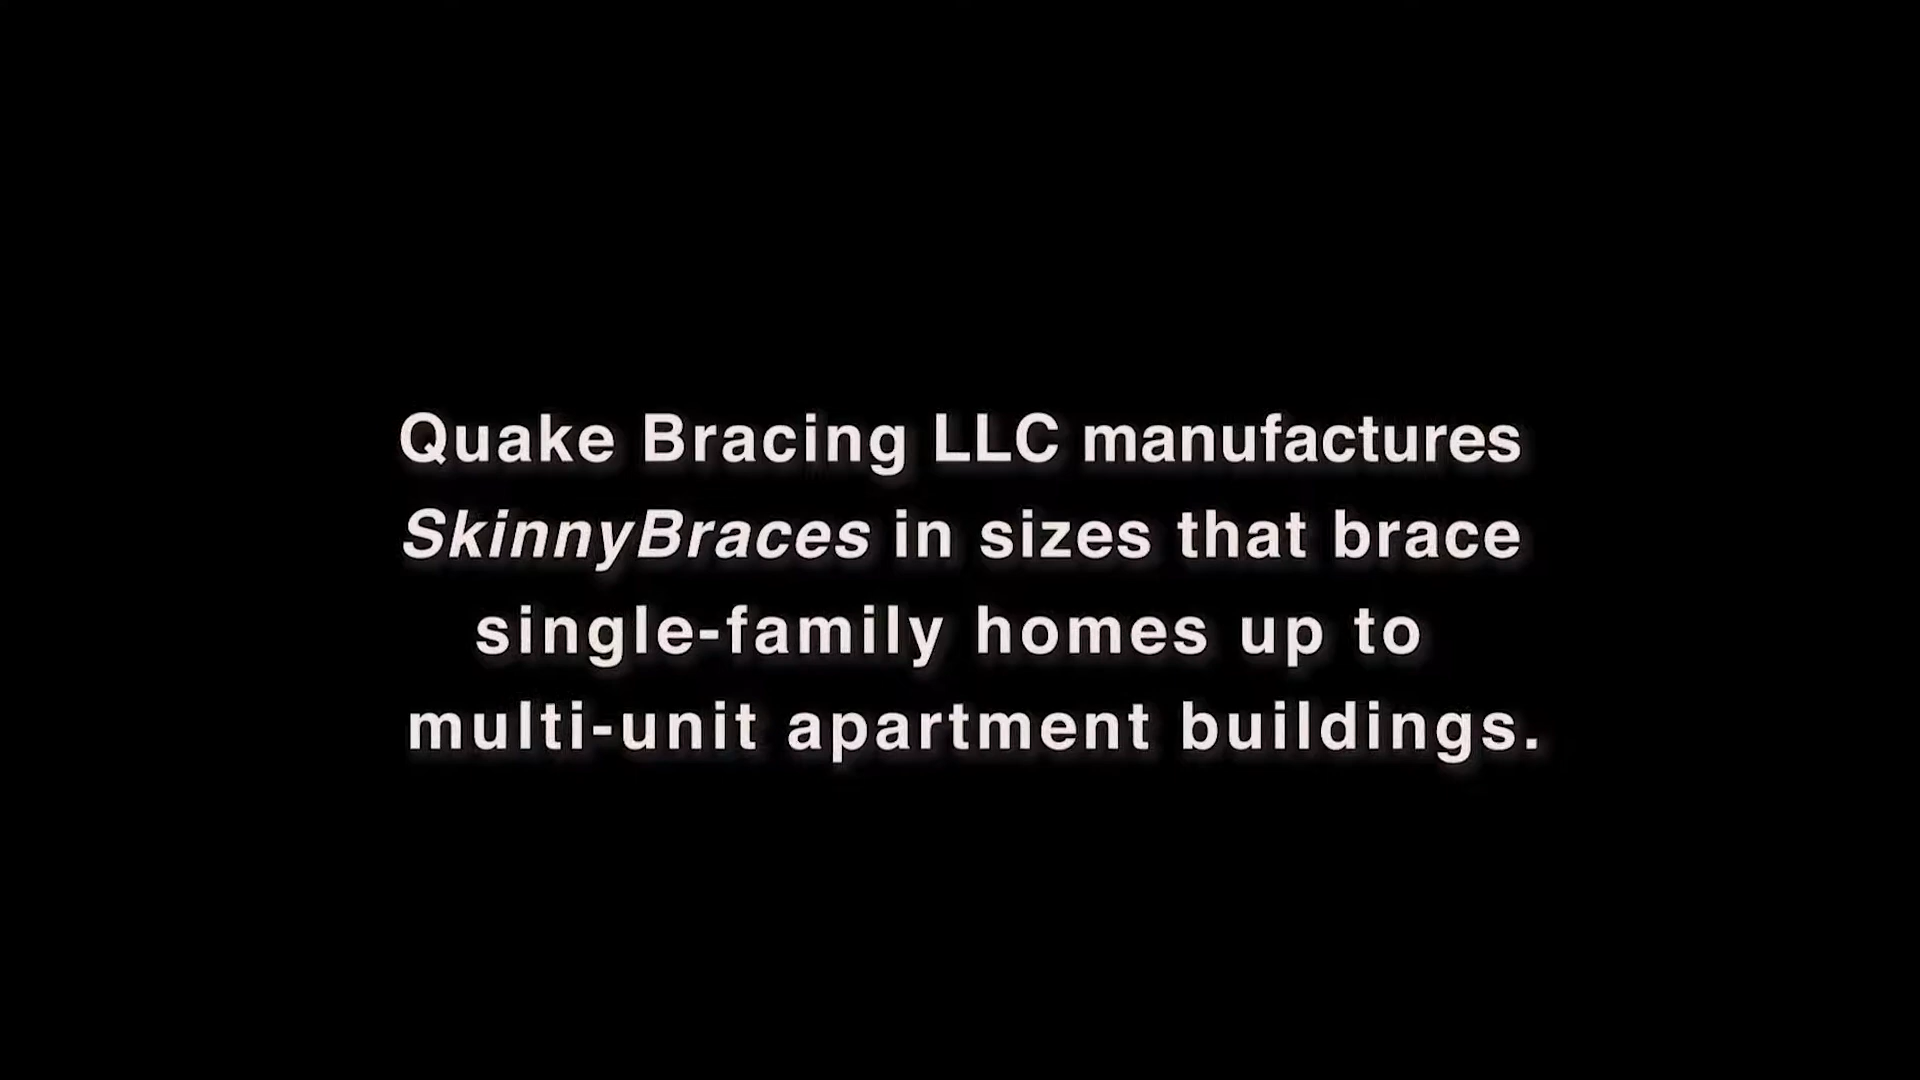 Quake Bracing LLC manufactures
SkinnyBraces in sizes that brace
single-family homes up to
multi-unit apartment buildings.